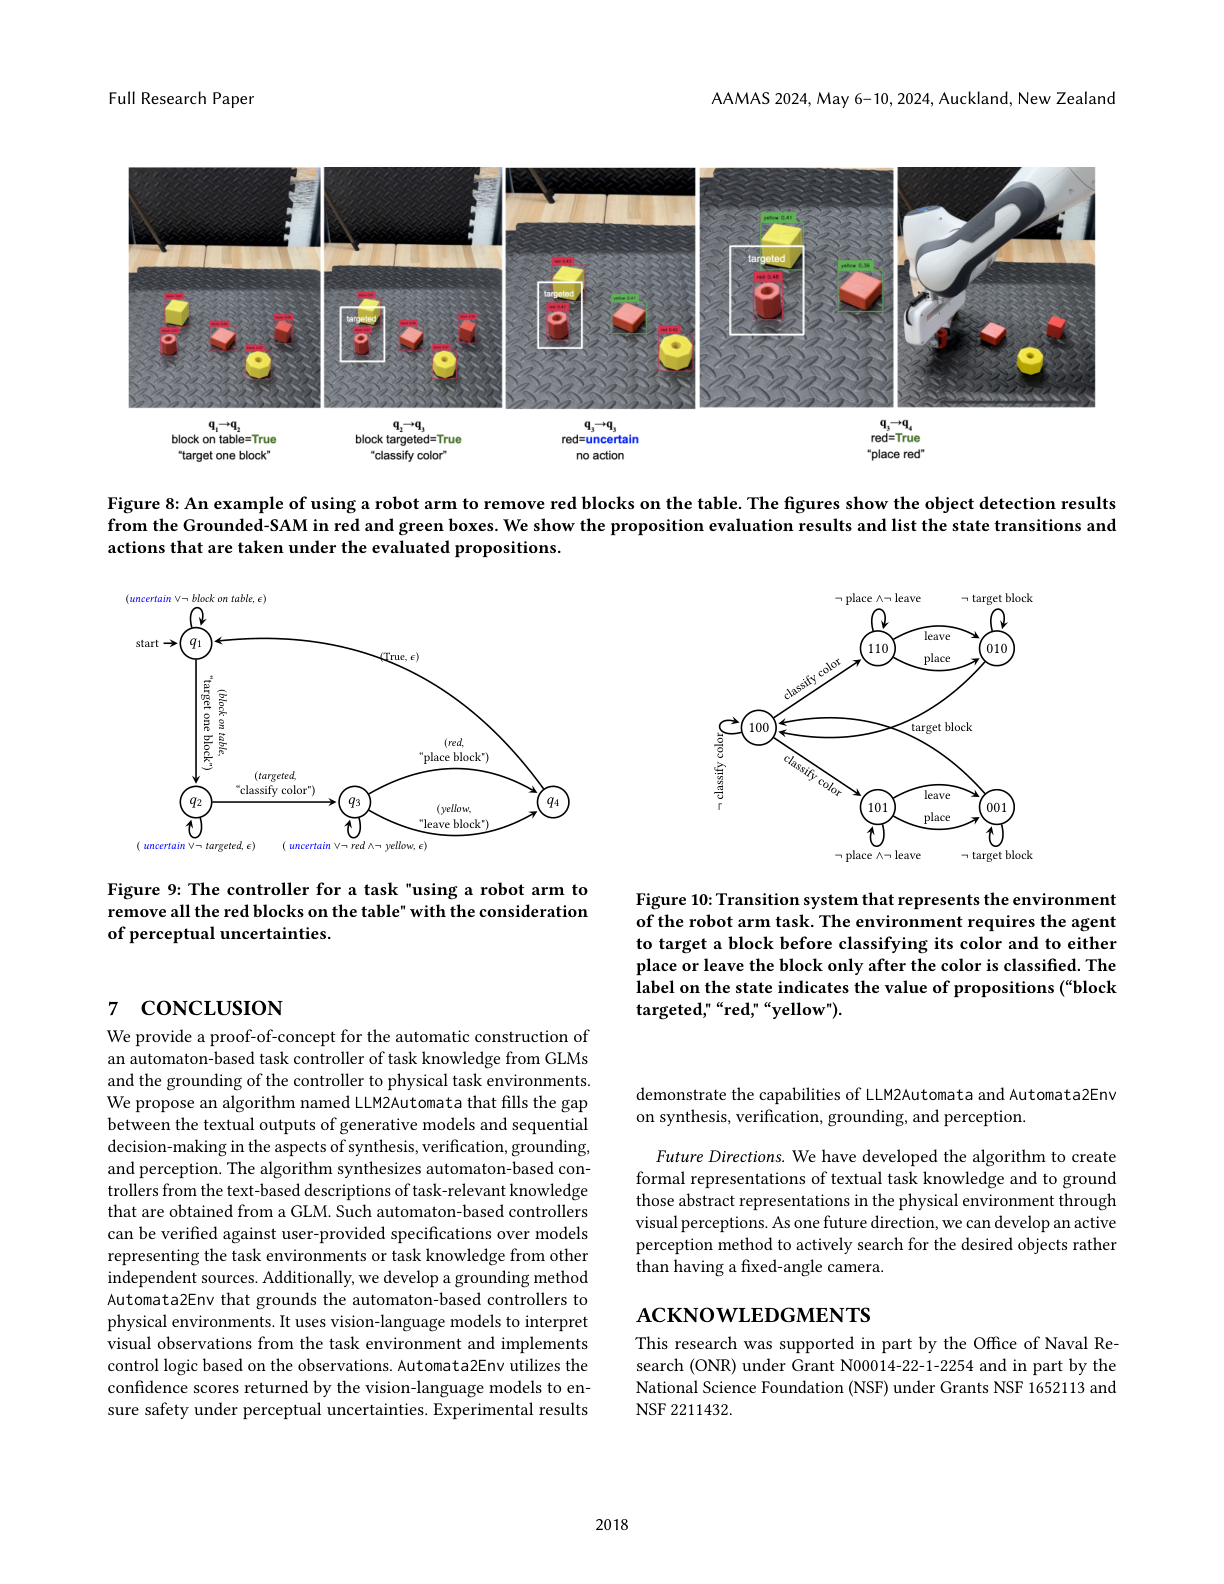 Full Research Paper
AAMAS 2024, May 6–10, 2024, Auckland, New Zealand
targeted
targeted
yellow 0.41
targeted
red 0.46
q₁→q₂
block on table=True
"target one block"
q₂→q₃
block targeted=True
"classify color"
q₃→q₃
red=uncertain
no action
q₃→q₄
red=True
"place red"
Figure 8: An example of using a robot arm to remove red blocks on the table. The figures show the object detection results
from the Grounded-SAM in red and green boxes. We show the proposition evaluation results and list the state transitions and
actions that are taken under the evaluated propositions.
(uncertain ∨¬ block on table, ϵ)
start
q₁
(True, ϵ)
(block on table,
"target one block")
(red,
"place block")
(targeted,
"classify color")
q₂
q₃
q₄
(yellow,
"leave block")
( uncertain ∨¬ targeted, ϵ)
( uncertain ∨¬ red ∧¬ yellow, ϵ)
Figure 9: The controller for a task "using a robot arm to
remove all the red blocks on the table" with the consideration
of perceptual uncertainties.
7 CONCLUSION
We provide a proof-of-concept for the automatic construction of
an automaton-based task controller of task knowledge from GLMs
and the grounding of the controller to physical task environments.
We propose an algorithm named LLM2Automata that fills the gap
between the textual outputs of generative models and sequential
decision-making in the aspects of synthesis, verification, grounding,
and perception. The algorithm synthesizes automaton-based con-
trollers from the text-based descriptions of task-relevant knowledge
that are obtained from a GLM. Such automaton-based controllers
can be verified against user-provided specifications over models
representing the task environments or task knowledge from other
independent sources. Additionally, we develop a grounding method
Automata2Env that grounds the automaton-based controllers to
physical environments. It uses vision-language models to interpret
visual observations from the task environment and implements
control logic based on the observations. Automata2Env utilizes the
confidence scores returned by the vision-language models to en-
sure safety under perceptual uncertainties. Experimental results
¬ place ∧¬ leave
¬ target block
110
leave
place
010
classify color
¬ classify color
100
target block
classify color
101
leave
place
001
¬ place ∧¬ leave
¬ target block
Figure 10: Transition system that represents the environment
of the robot arm task. The environment requires the agent
to target a block before classifying its color and to either
place or leave the block only after the color is classified. The
label on the state indicates the value of propositions (“block
targeted," “red," “yellow").
demonstrate the capabilities of LLM2Automata and Automata2Env
on synthesis, verification, grounding, and perception.
Future Directions. We have developed the algorithm to create
formal representations of textual task knowledge and to ground
those abstract representations in the physical environment through
visual perceptions. As one future direction, we can develop an active
perception method to actively search for the desired objects rather
than having a fixed-angle camera.
ACKNOWLEDGMENTS
This research was supported in part by the Office of Naval Re-
search (ONR) under Grant N00014-22-1-2254 and in part by the
National Science Foundation (NSF) under Grants NSF 1652113 and
NSF 2211432.
2018